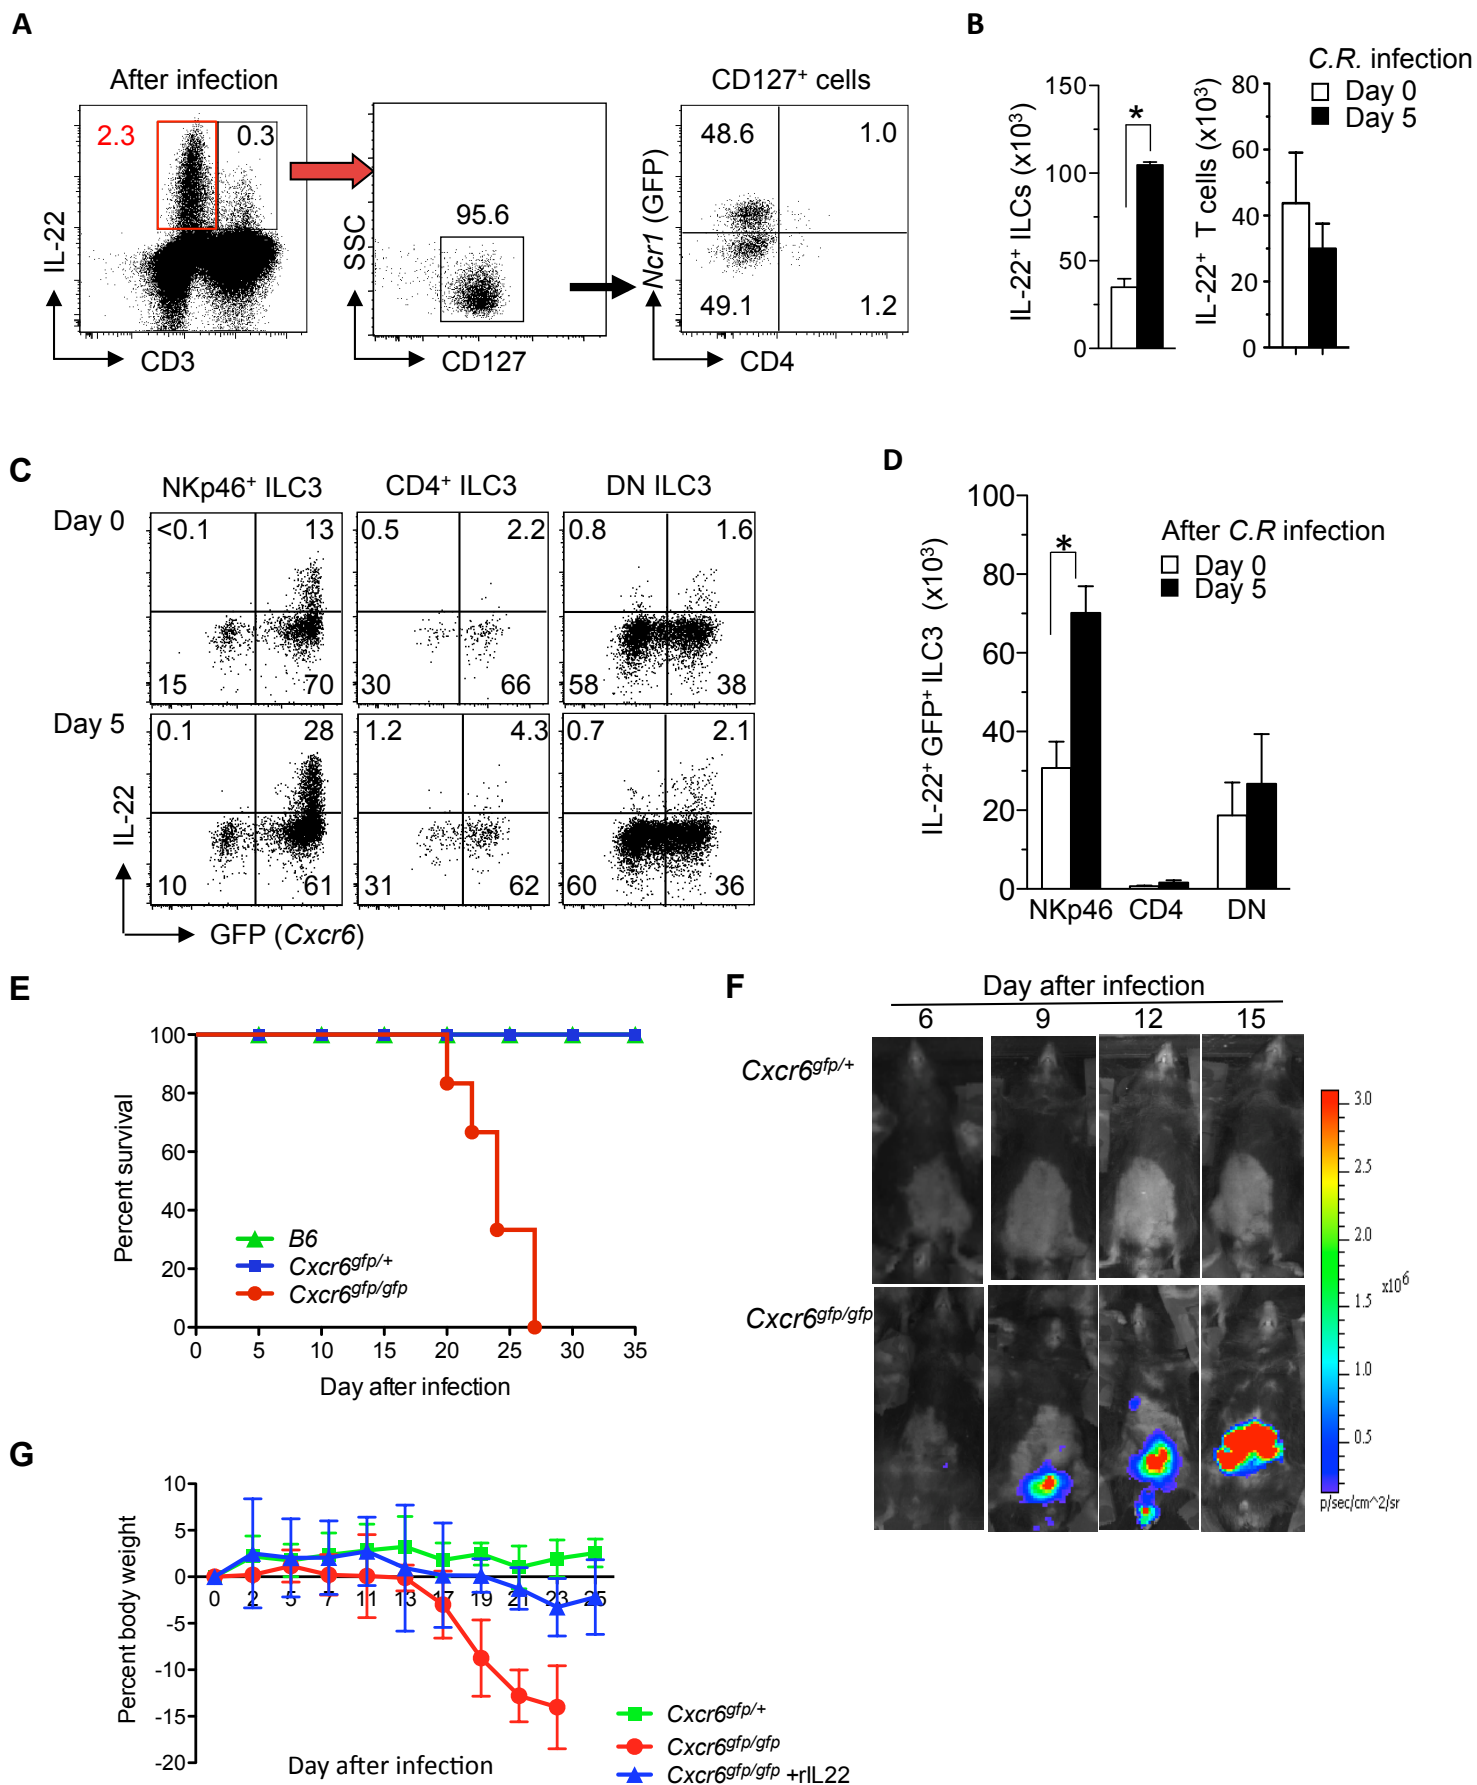 A
After infection
2.3
0.3
IL-22
CD3
95.6
SSC
CD127
CD127+ cells
48.6
1.0
49.1
1.2
Ncr1 (GFP)
CD4
B
C.R. infection
Day 0
Day 5
IL-22+ ILCs (x10³)
150
100
50
0
*
IL-22+ T cells (x10³)
80
60
40
20
0
C
NKp46+ ILC3
CD4+ ILC3
DN ILC3
Day 0
<0.1
13
15
70
0.5
2.2
30
66
0.8
1.6
58
38
Day 5
0.1
28
10
61
1.2
4.3
31
62
0.7
2.1
60
36
IL-22
GFP (Cxcr6)
D
IL-22+ GFP+ ILC3 (x10³)
100
80
60
40
20
0
*
After C.R infection
Day 0
Day 5
NKp46
CD4
DN
E
Percent survival
100
80
60
40
20
0
B6
Cxcr6gfp/+
Cxcr6gfp/gfp
0 5 10 15 20 25 30 35
Day after infection
F
Day after infection
6 9 12 15
Cxcr6gfp/+
Cxcr6gfp/gfp
3.0
2.5
2.0
1.5
x10⁶
1.0
0.5
p/sec/cm^2/sr
G
Percent body weight
10
5
0
-5
-10
-15
-20
0 2 5 7 11 13 17 19 21 23 25
Day after infection
Cxcr6gfp/+
Cxcr6gfp/gfp
Cxcr6gfp/gfp +rIL22